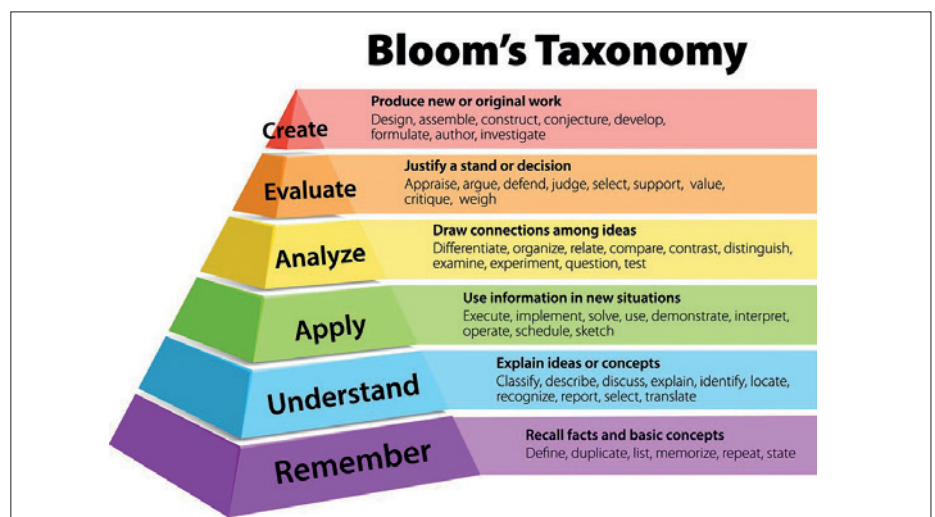 Bloom's Taxonomy
Create
Produce new or original work
Design, assemble, construct, conjecture, develop,
formulate, author, investigate
Evaluate
Justify a stand or decision
Appraise, argue, defend, judge, select, support, value,
critique, weigh
Analyze
Draw connections among ideas
Differentiate, organize, relate, compare, contrast, distinguish,
examine, experiment, question, test
Apply
Use information in new situations
Execute, implement, solve, use, demonstrate, interpret,
operate, schedule, sketch
Understand
Explain ideas or concepts
Classify, describe, discuss, explain, identify, locate,
recognize, report, select, translate
Remember
Recall facts and basic concepts
Define, duplicate, list, memorize, repeat, state